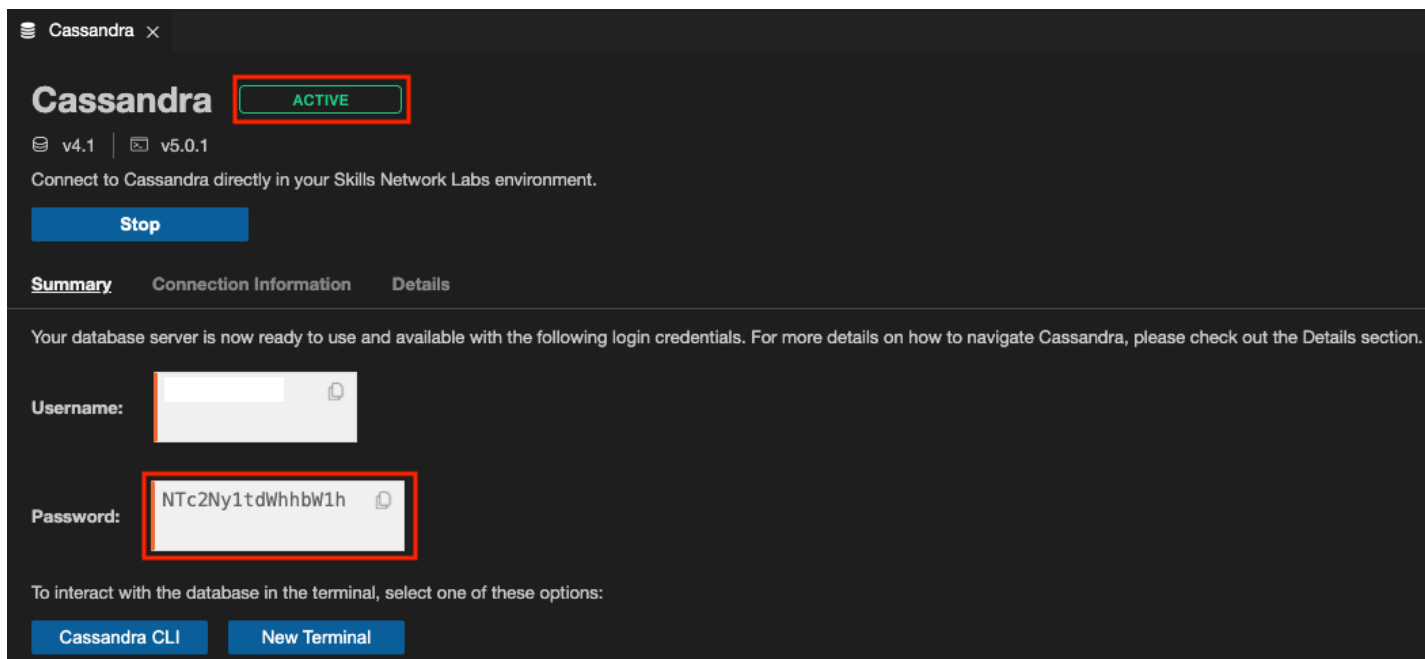 Cassandra
Cassandra ACTIVE
v4.1 v5.0.1
Connect to Cassandra directly in your Skills Network Labs environment.
Stop
Summary Connection Information Details
Your database server is now ready to use and available with the following login credentials. For more details on how to navigate Cassandra, please check out the Details section.
Username:
Password: NTc2Ny1tdWhhbW1h
To interact with the database in the terminal, select one of these options:
Cassandra CLI New Terminal